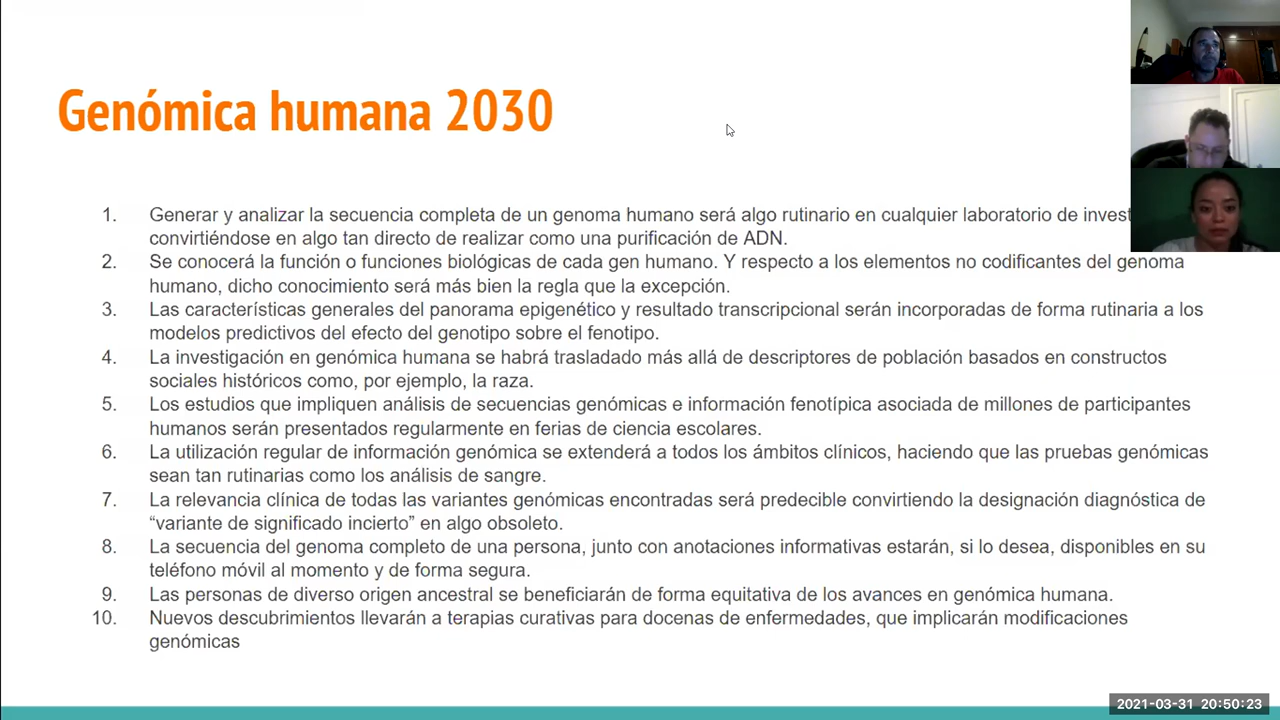 Genómica humana 2030
1. Generar y analizar la secuencia completa de un genoma humano será algo rutinario en cualquier laboratorio de
convirtiéndose en algo tan directo de realizar como una purificación de ADN.
2. Se conocerá la función o funciones biológicas de cada gen humano. Y respecto a los elementos no codificantes del genoma
humano, dicho conocimiento será más bien la regla que la excepción.
3. Las características generales del panorama epigenético y resultado transcripcional serán incorporadas de forma rutinaria a los
modelos predictivos del efecto del genotipo sobre el fenotipo.
4. La investigación en genómica humana se habrá trasladado más allá de descriptores de población basados en constructos
sociales históricos como, por ejemplo, la raza.
5. Los estudios que impliquen análisis de secuencias genómicas e información fenotípica asociada de millones de participantes
humanos serán presentados regularmente en ferias de ciencia escolares.
6. La utilización regular de información genómica se extenderá a todos los ámbitos clínicos, haciendo que las pruebas genómicas
sean tan rutinarias como los análisis de sangre.
7. La relevancia clínica de todas las variantes genómicas encontradas será predecible convirtiendo la designación diagnóstica de
“variante de significado incierto” en algo obsoleto.
8. La secuencia del genoma completo de una persona, junto con anotaciones informativas estarán, si lo desea, disponibles en su
teléfono móvil al momento y de forma segura.
9. Las personas de diverso origen ancestral se beneficiarán de forma equitativa de los avances en genómica humana.
10. Nuevos descubrimientos llevarán a terapias curativas para docenas de enfermedades, que implicarán modificaciones
genómicas
2021-03-31 20:50:23